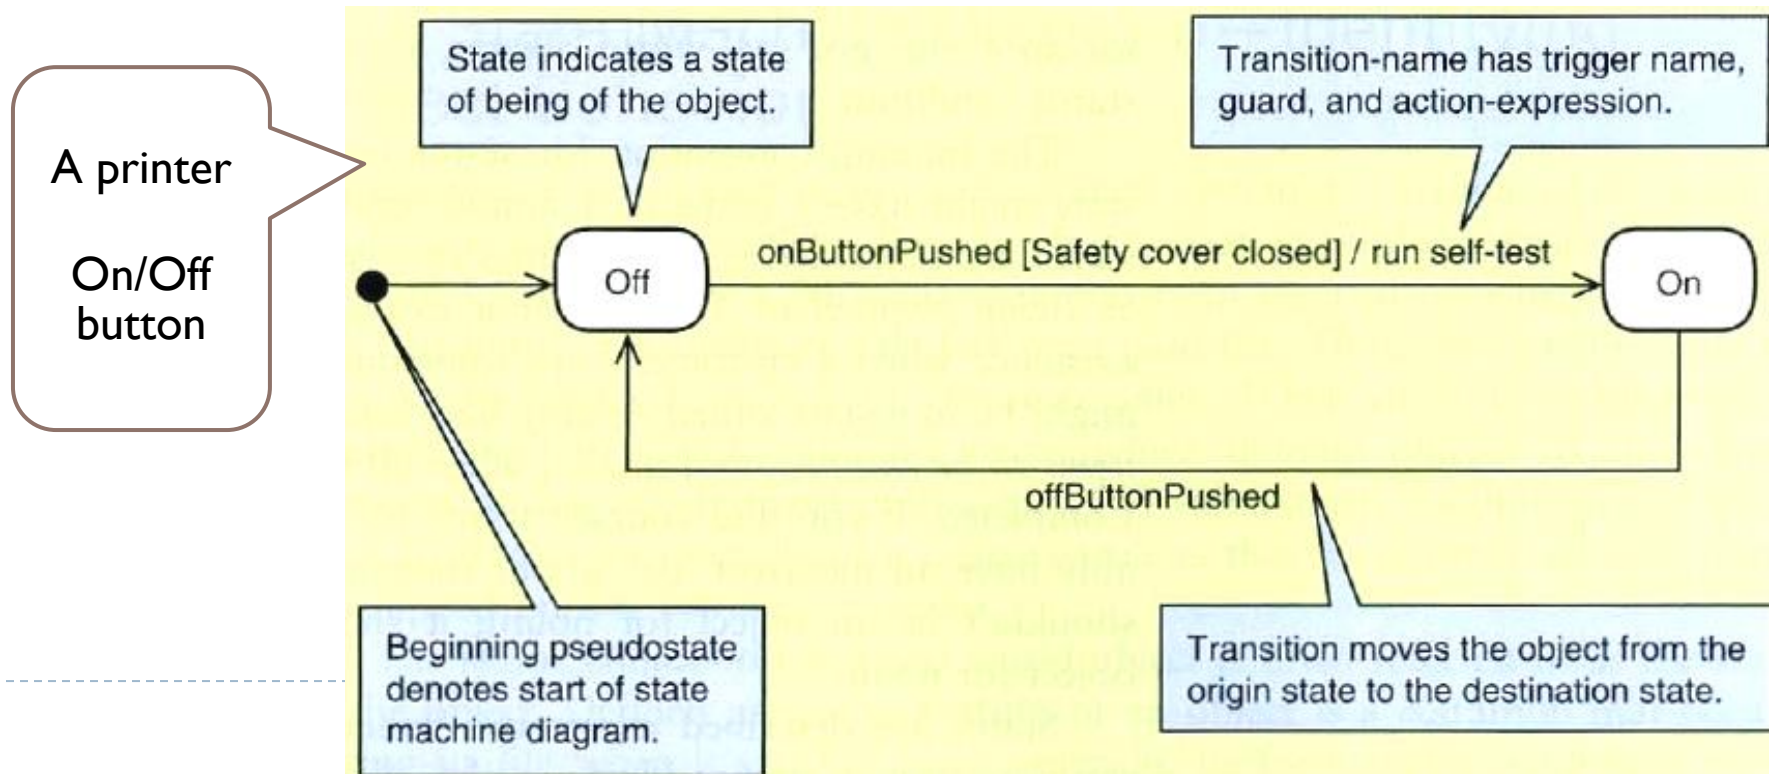 A printer
On/Off
button
State indicates a state
of being of the object.
Transition-name has trigger name,
guard, and action-expression.
onButtonPushed [Safety cover closed] / run self-test
Off
On
offButtonPushed
Beginning pseudostate
denotes start of state
machine diagram.
Transition moves the object from the
origin state to the destination state.